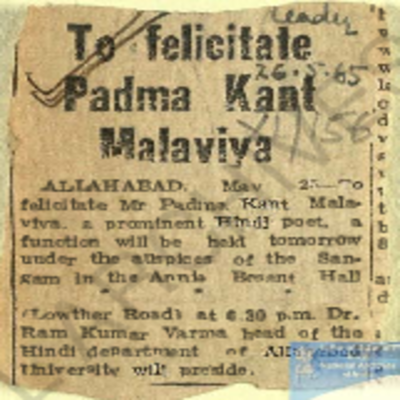 Leader
To felicitate
26.5.65
Padma Kant
Malaviya
ALLAHABAD, May 25—To
felicitate Mr Padma Kant Mala-
viya, a prominent Hindi poet, a
function will be held tomorrow
under the auspices of the San-
gam in the Annie Besant Hall
(Lowther Road) at 6.30 p.m. Dr.
Ram Kumar Varma head of the
Hindi department of Allahabad
University will preside.